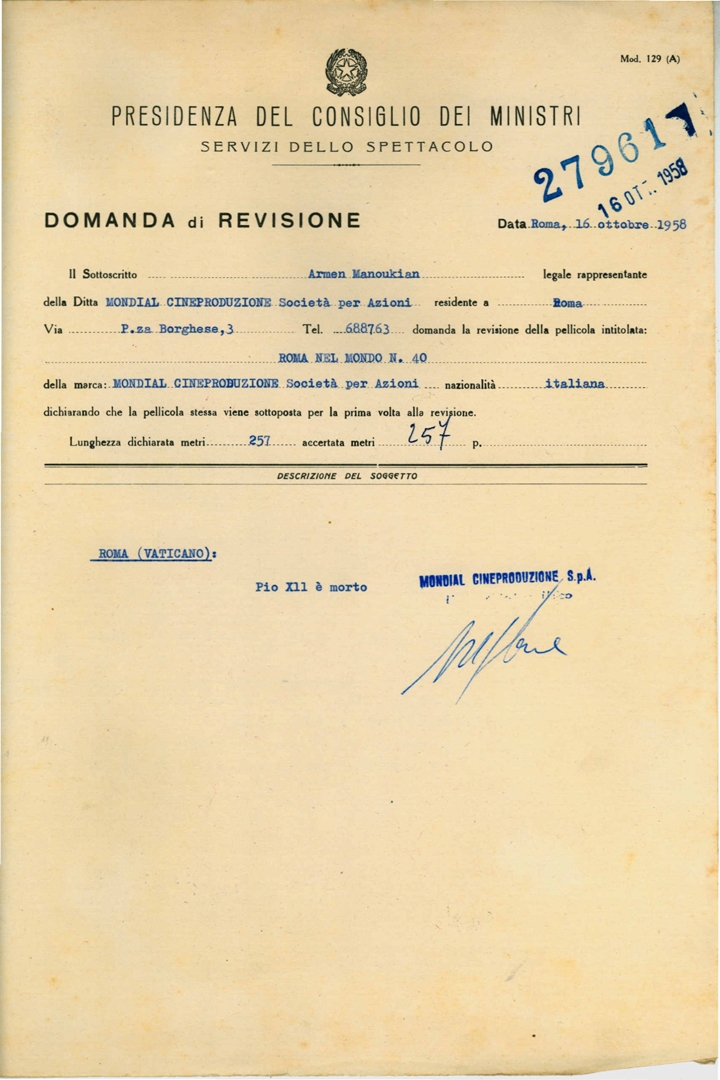 Mod. 129 (A)
PRESIDENZA DEL CONSIGLIO DEI MINISTRI
SERVIZI DELLO SPETTACOLO
279617
16 OTT. 1958
DOMANDA di REVISIONE
Data Roma, 16 ottobre 1958
Il Sottoscritto Armen Manoukian legale rappresentante
della Ditta MONDIAL CINEPRODUZIONE Società per Azioni residente a Roma
Via P.za Borghese,3 Tel. 688763 domanda la revisione della pellicola intitolata:
ROMA NEL MONDO N. 40
della marca: MONDIAL CINEPRODUZIONE Società per Azioni nazionalità italiana
dichiarando che la pellicola stessa viene sottoposta per la prima volta alla revisione.
Lunghezza dichiarata metri 257 accertata metri 257 p.
DESCRIZIONE DEL SOGGETTO
ROMA (VATICANO):
Pio Xll è morto
MONDIAL CINEPRODUZIONE S.p.A.